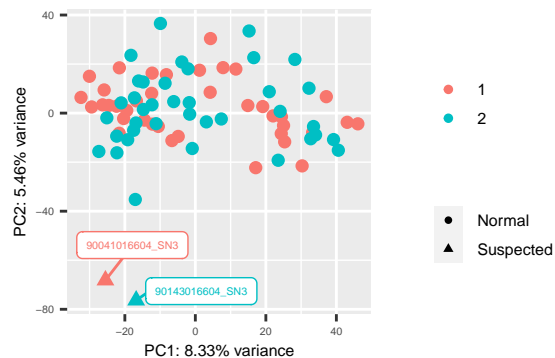 40
0
−40
−80
PC2: 5.46% variance
90041016604_SN3
90143016604_SN3
−20
0
20
40
PC1: 8.33% variance
1
2
Normal
Suspected